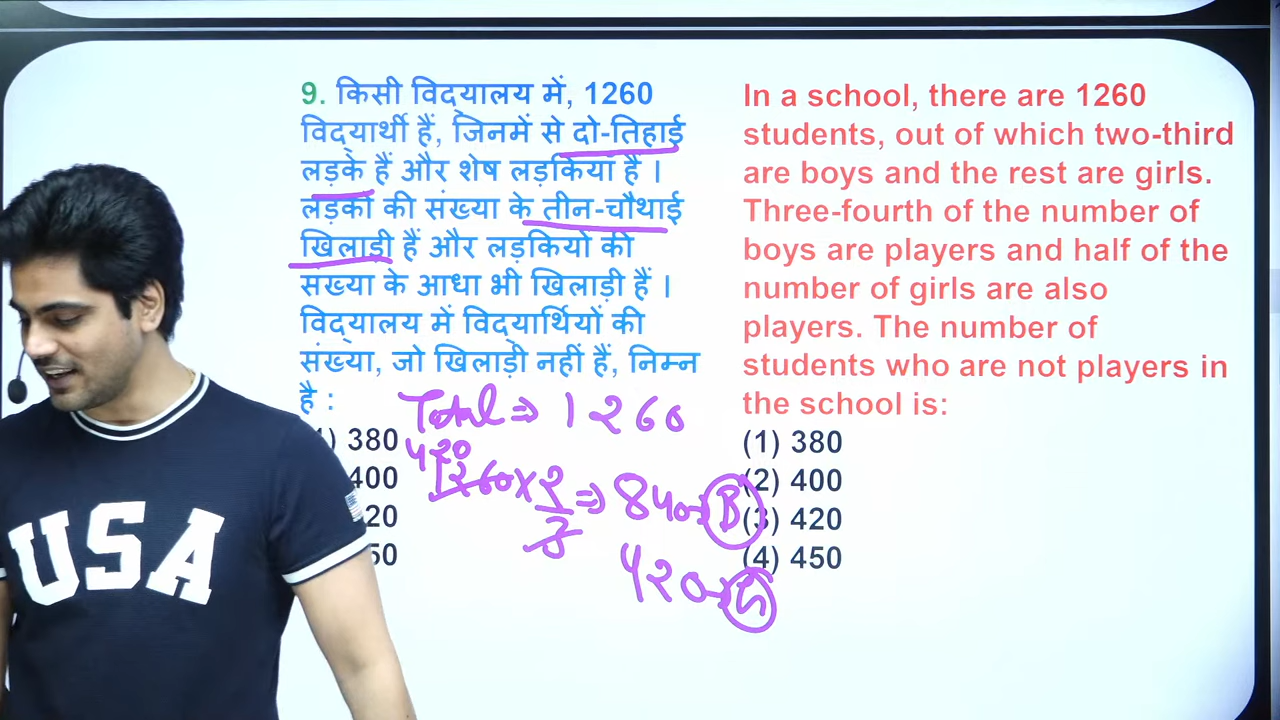 9. किसी विद्यालय में, 1260
विद्यार्थी हैं, जिनमें से दो-तिहाई
लड़के हैं और शेष लड़कियां हैं ।
लड़कों की संख्या के तीन-चौथाई
खिलाड़ी हैं और लड़कियों की
संख्या के आधा भी खिलाड़ी हैं ।
विद्यालय में विद्यार्थियों की
संख्या, जो खिलाड़ी नहीं हैं, निम्न
है :
) 380
400
20
50
In a school, there are 1260
students, out of which two-third
are boys and the rest are girls.
Three-fourth of the number of
boys are players and half of the
number of girls are also
players. The number of
students who are not players in
the school is:
(1) 380
(2) 400
(3) 420
(4) 450
Total ⇒ 1260
420
1260 × 2/3 ⇒ 840 → B
420 → G
USA